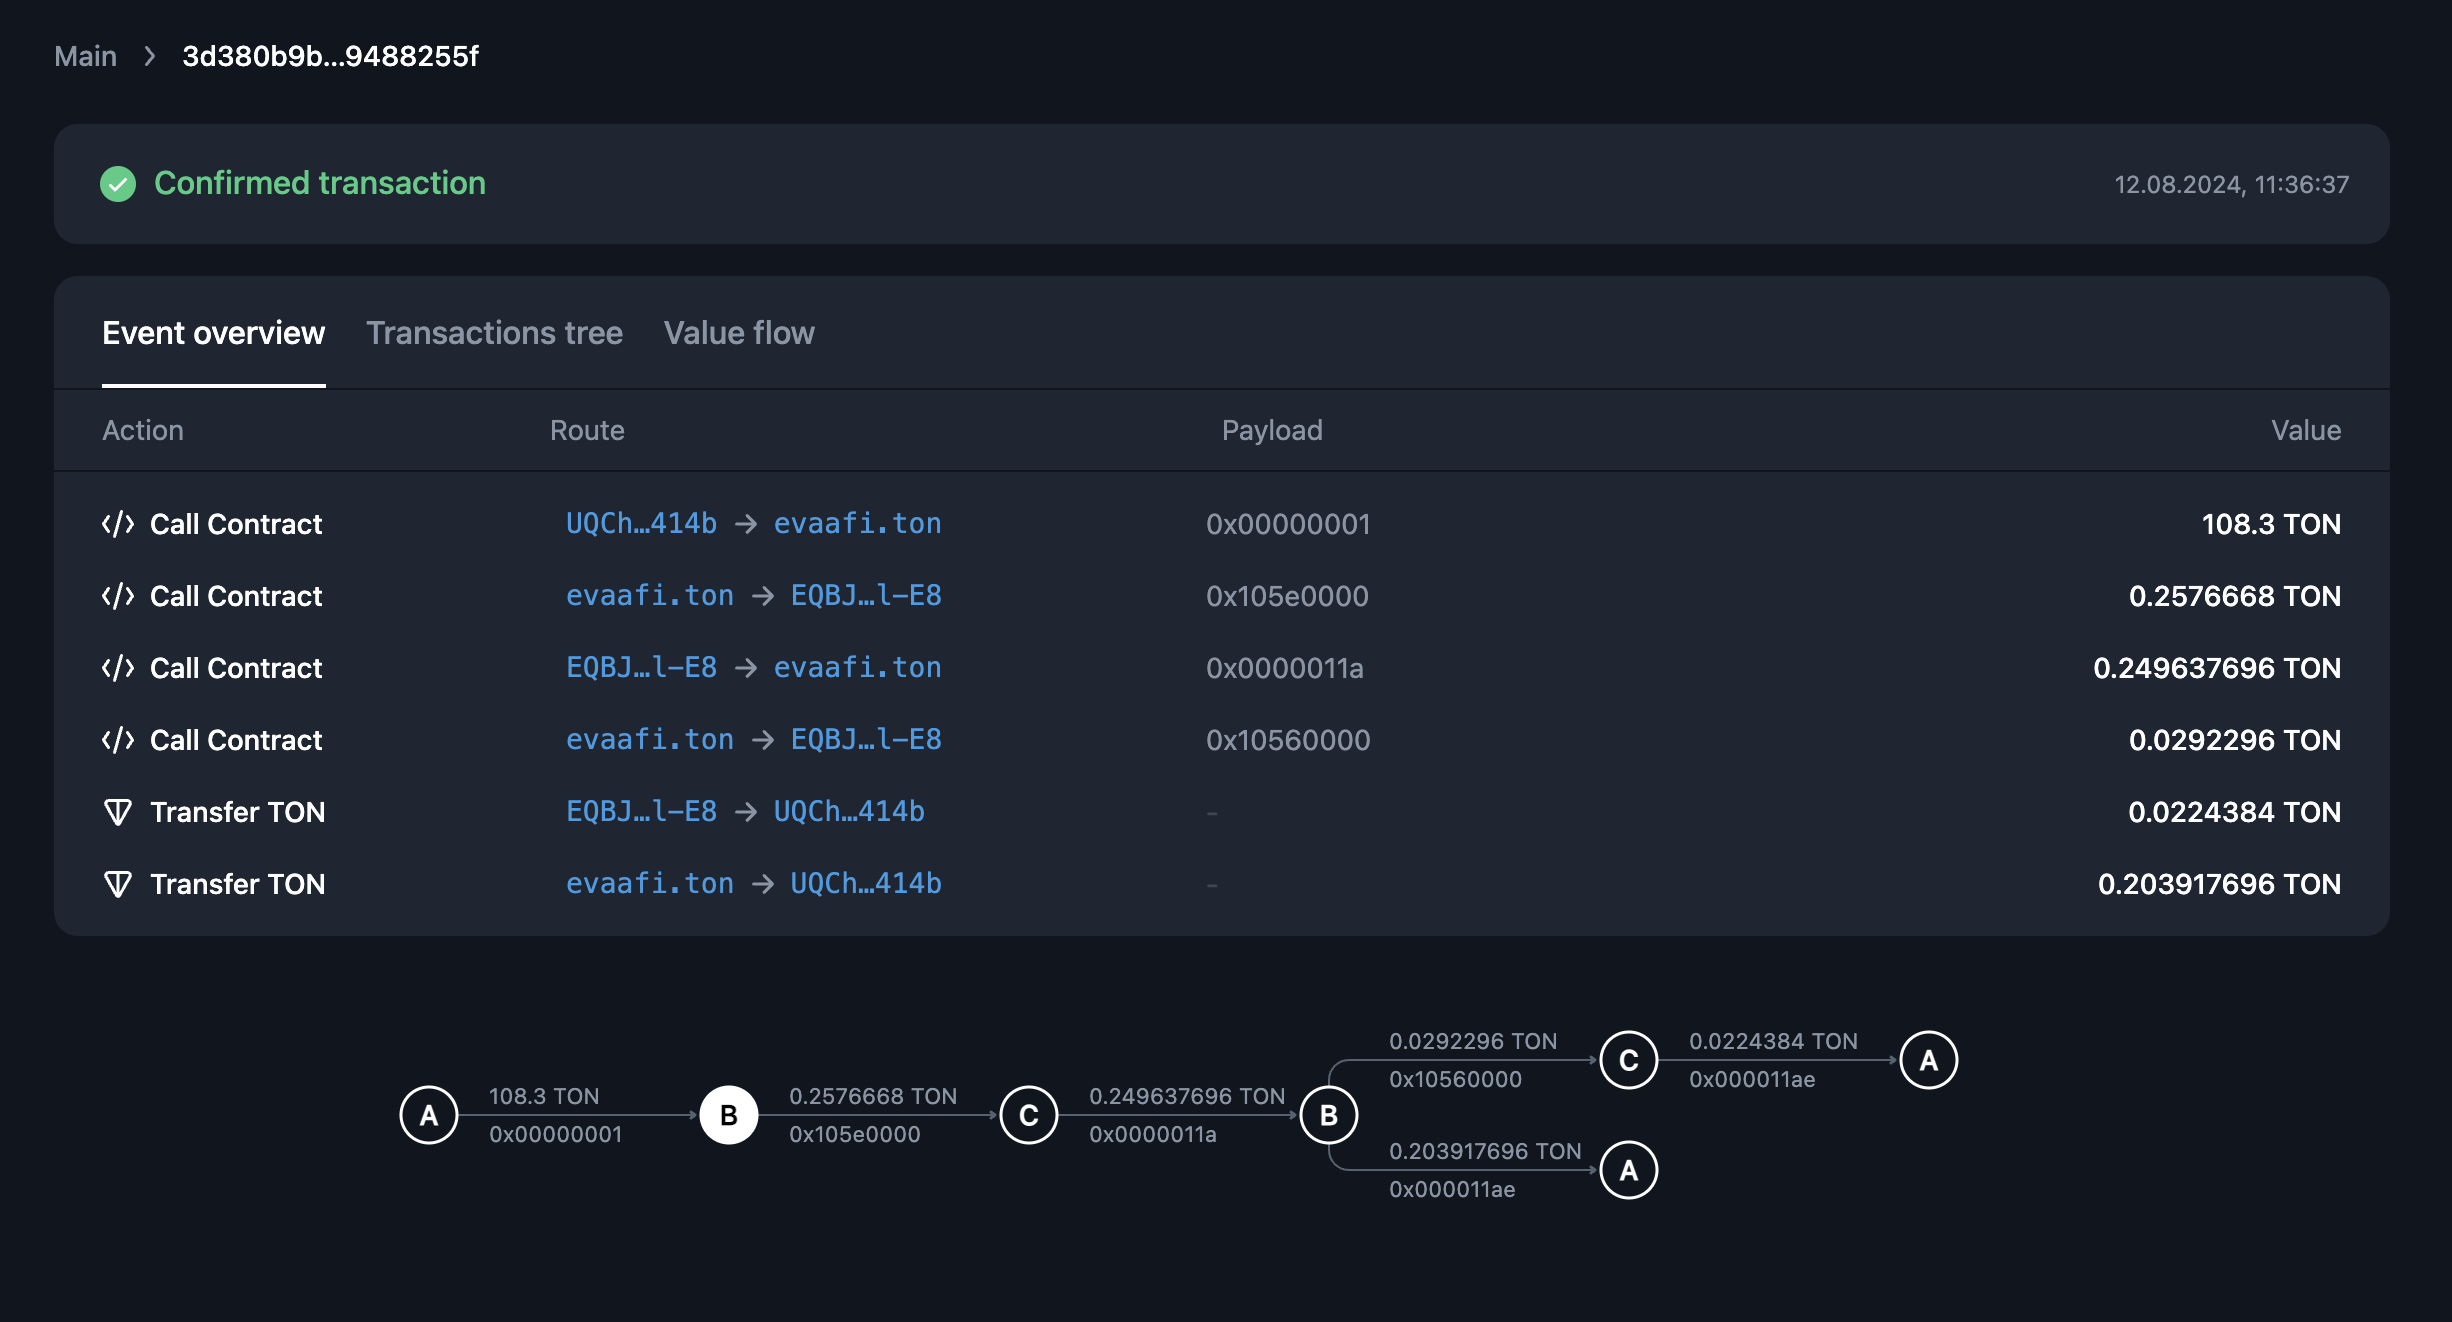 Main > 3d380b9b...9488255f
Confirmed transaction 12.08.2024, 11:36:37
Event overview Transactions tree Value flow
Action Route Payload Value
</> Call Contract UQCh…414b → evaafi.ton 0x00000001 108.3 TON
</> Call Contract evaafi.ton → EQBJ…l-E8 0x105e0000 0.2576668 TON
</> Call Contract EQBJ…l-E8 → evaafi.ton 0x0000011a 0.249637696 TON
</> Call Contract evaafi.ton → EQBJ…l-E8 0x10560000 0.0292296 TON
Transfer TON EQBJ…l-E8 → UQCh…414b - 0.0224384 TON
Transfer TON evaafi.ton → UQCh…414b - 0.203917696 TON
0.0292296 TON C 0.0224384 TON A
0x10560000 0x000011ae
A 108.3 TON B 0.2576668 TON C 0.249637696 TON B
0x00000001 0x105e0000 0x0000011a
0.203917696 TON A
0x000011ae